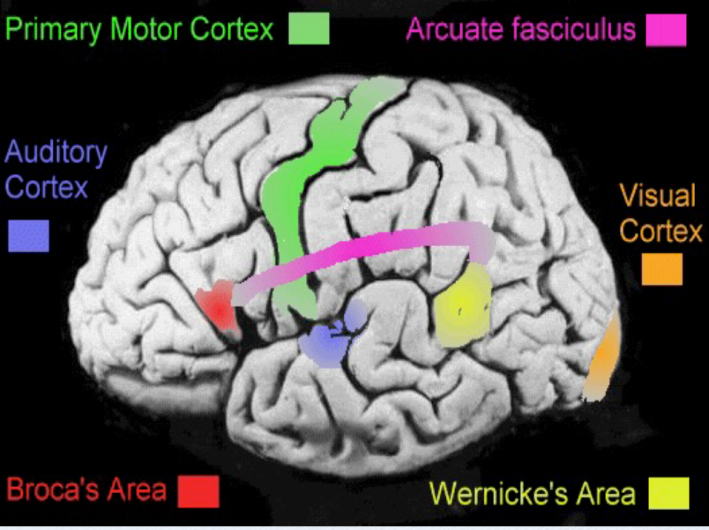 Primary Motor Cortex
Arcuate fasciculus
Auditory
Cortex
Visual
Cortex
Broca's Area
Wernicke's Area